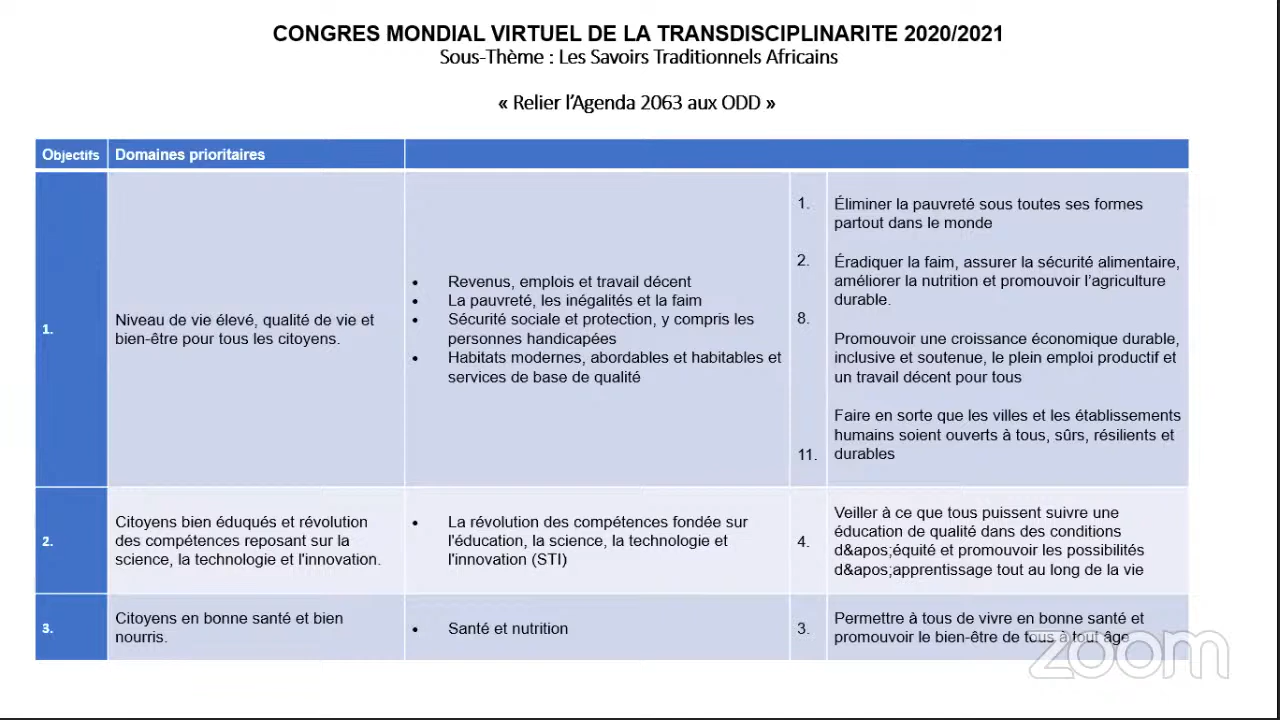 CONGRES MONDIAL VIRTUEL DE LA TRANSDISCIPLINARITE 2020/2021
Sous-Thème : Les Savoirs Traditionnels Africains
« Relier l’Agenda 2063 aux ODD »
Objectifs Domaines prioritaires
1.
Niveau de vie élevé, qualité de vie et
bien-être pour tous les citoyens.
• Revenus, emplois et travail décent
• La pauvreté, les inégalités et la faim
• Sécurité sociale et protection, y compris les
personnes handicapées
• Habitats modernes, abordables et habitables et
services de base de qualité
1. Éliminer la pauvreté sous toutes ses formes
partout dans le monde
2. Éradiquer la faim, assurer la sécurité alimentaire,
améliorer la nutrition et promouvoir l’agriculture
durable.
8.
Promouvoir une croissance économique durable,
inclusive et soutenue, le plein emploi productif et
un travail décent pour tous
Faire en sorte que les villes et les établissements
humains soient ouverts à tous, sûrs, résilients et
11. durables
2.
Citoyens bien éduqués et révolution
des compétences reposant sur la
science, la technologie et l'innovation.
• La révolution des compétences fondée sur
l'éducation, la science, la technologie et
l'innovation (STI)
4.
Veiller à ce que tous puissent suivre une
éducation de qualité dans des conditions
d&apos;équité et promouvoir les possibilités
d&apos;apprentissage tout au long de la vie
3.
Citoyens en bonne santé et bien
nourris.
• Santé et nutrition
3.
Permettre à tous de vivre en bonne santé et
promouvoir le bien-être de tous à tout âge
zoom